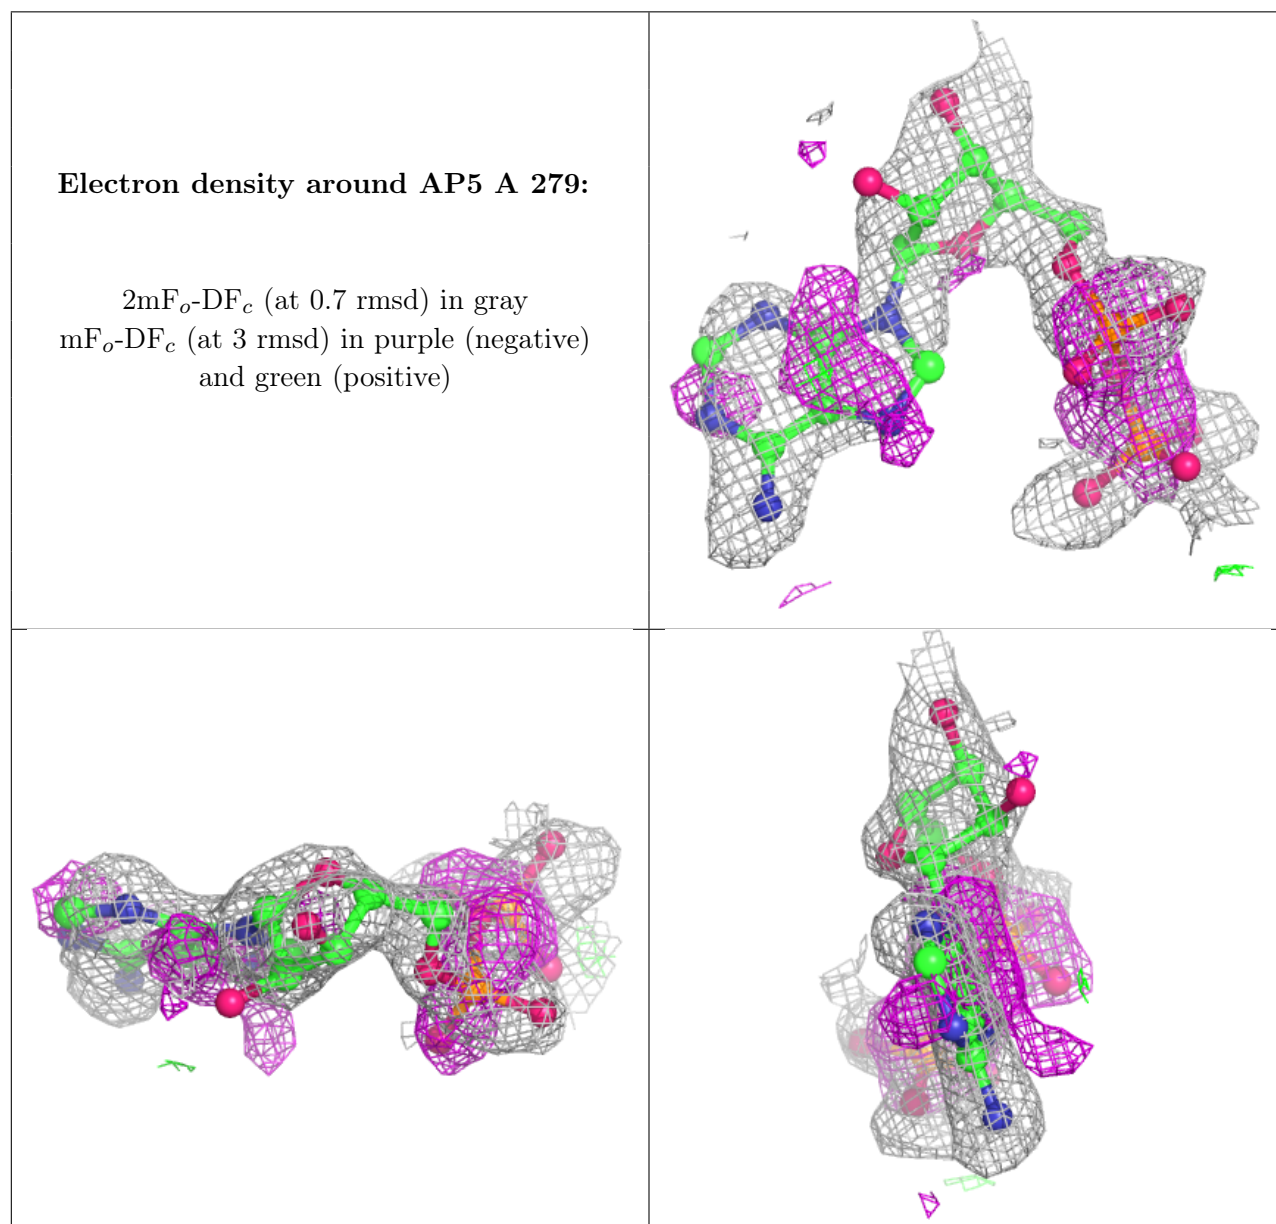 Electron density around AP5 A 279:
2mFo-DFc (at 0.7 rmsd) in gray
mFo-DFc (at 3 rmsd) in purple (negative)
and green (positive)